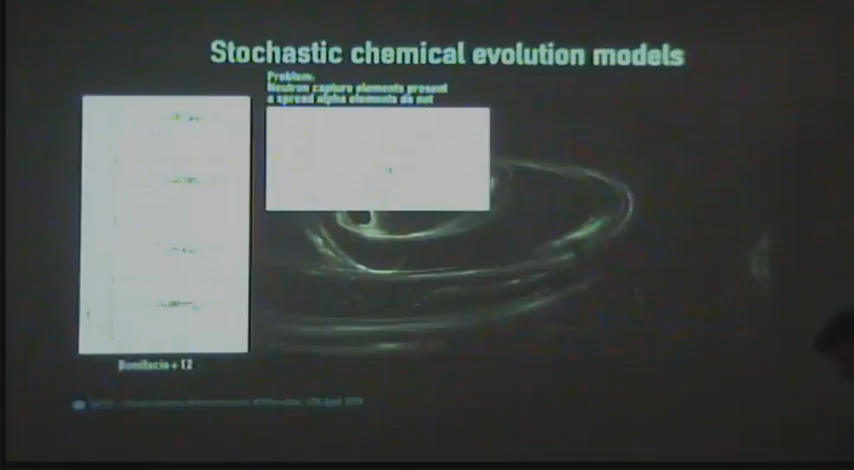 Stochastic chemical evolution models
Problem:
Neutron capture elements present
a spread alpha elements do not
Bonifacio+12